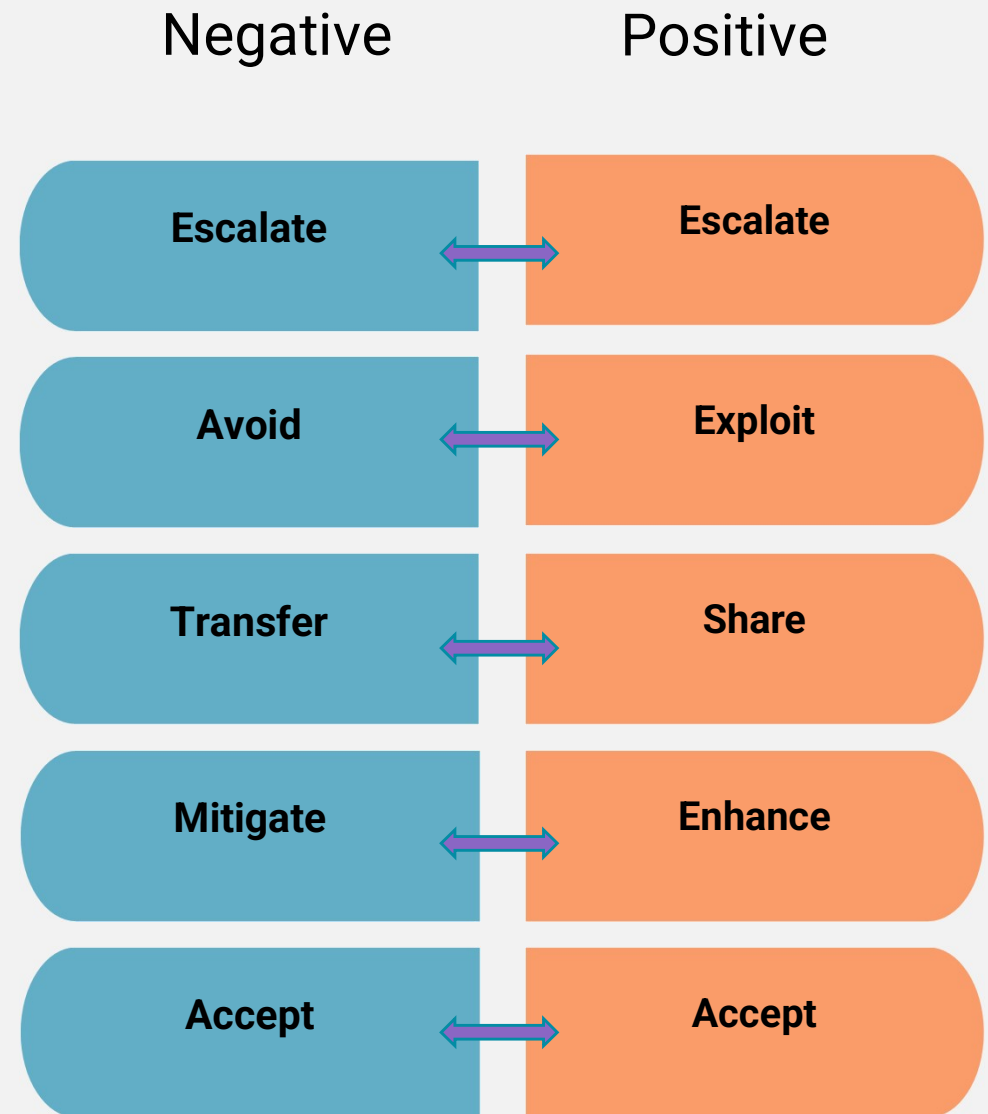 Negative Positive
Escalate Escalate
Avoid Exploit
Transfer Share
Mitigate Enhance
Accept Accept